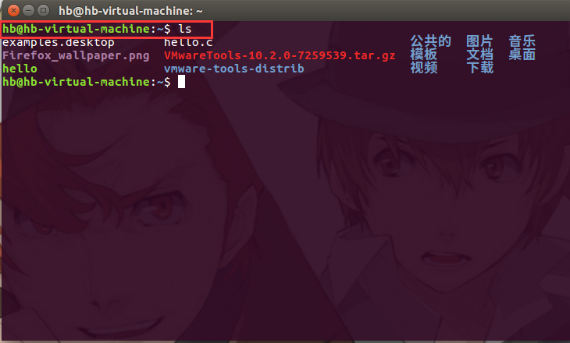 hb@hb-virtual-machine: ~
hb@hb-virtual-machine:~$ ls
examples.desktop hello.c 公共的 图片 音乐
Firefox_wallpaper.png VMwareTools-10.2.0-7259539.tar.gz 模板 文档 桌面
hello vmware-tools-distrib 视频 下载
hb@hb-virtual-machine:~$